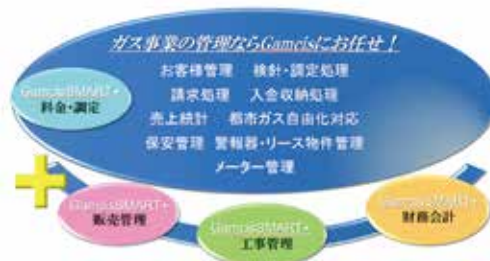 ガス事業の管理ならGameisにお任せ！
お客様管理　検針・調定処理
請求処理　入金収納処理
売上統計　都市ガス自由化対応
保安管理　警報器・リース物件管理
メーター管理
GameisSMART+
料金・調定
GameisSMART+
販売管理
GameisSMART+
工事管理
GameisSMART+
財務会計